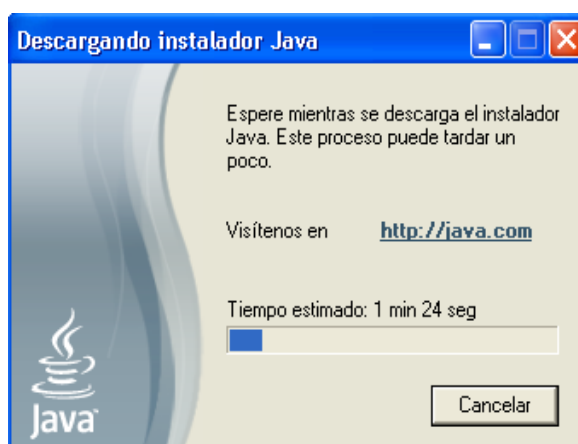 Descargando instalador Java
Espere mientras se descarga el instalador
Java. Este proceso puede tardar un
poco.
Visítenos en http://java.com
Tiempo estimado: 1 min 24 seg
Cancelar
Java